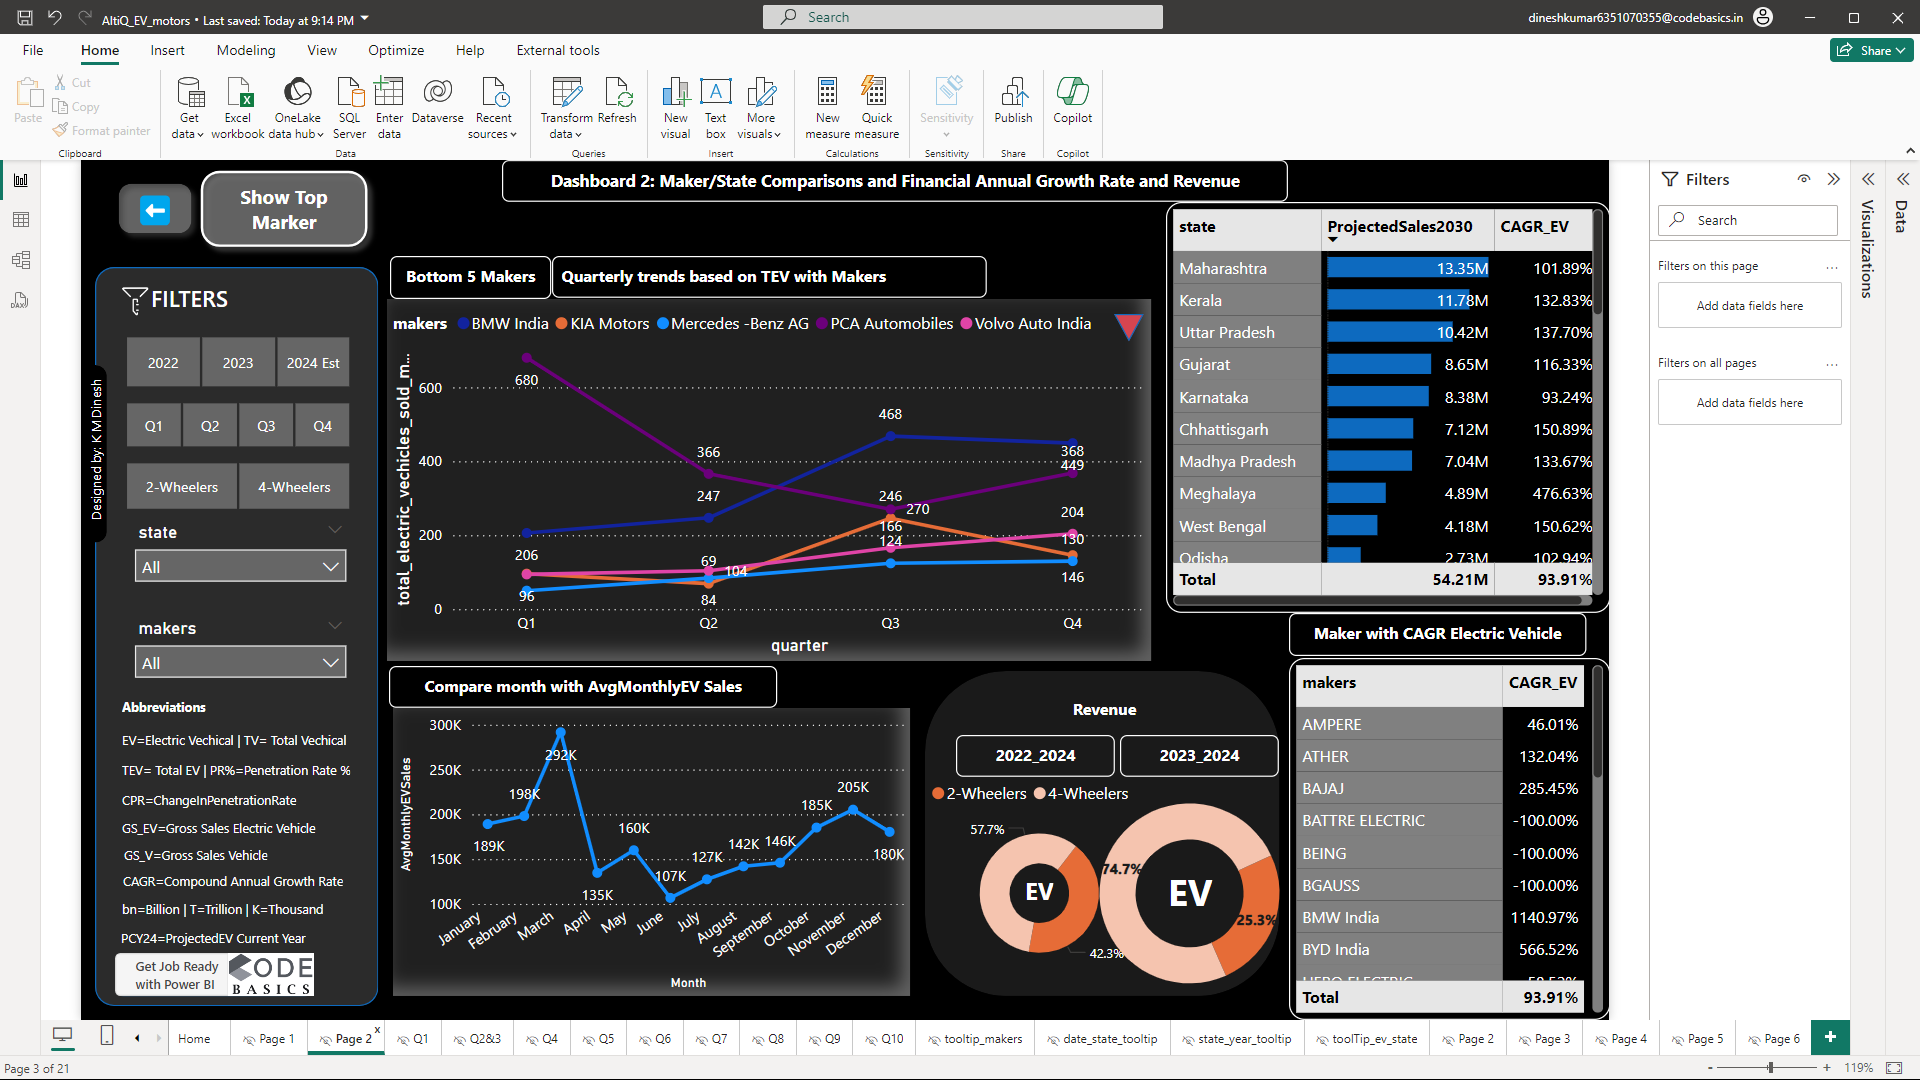 AltiQ_EV_motors • Last saved: Today at 9:14 PM
Search
dineshkumar6351070355@codebasics.in
File Home Insert Modeling View Optimize Help External tools
Share
Paste
Cut
Copy
Format painter
Clipboard
Get data
Excel workbook
OneLake data hub
SQL Server
Enter data
Dataverse
Recent sources
Data
Transform data
Refresh
Queries
New visual
Text box
More visuals
Insert
New measure
Quick measure
Calculations
Sensitivity
Sensitivity
Publish
Share
Copilot
Copilot
Show Top
Marker
Dashboard 2: Maker/State Comparisons and Financial Annual Growth Rate and Revenue
FILTERS
2022 2023 2024 Est
Q1 Q2 Q3 Q4
2-Wheelers 4-Wheelers
state
All
makers
All
Designed by: K M Dinesh
Abbreviations
EV=Electric Vechical | TV= Total Vechical
TEV= Total EV | PR%=Penetration Rate %
CPR=ChangeInPenetrationRate
GS_EV=Gross Sales Electric Vehicle
GS_V=Gross Sales Vehicle
CAGR=Compound Annual Growth Rate
bn=Billion | T=Trillion | K=Thousand
PCY24=ProjectedEV Current Year
Get Job Ready
with Power BI
CODE
BASICS
Bottom 5 Makers
Quarterly trends based on TEV with Makers
makers BMW India KIA Motors Mercedes -Benz AG PCA Automobiles Volvo Auto India
total_electric_vechicles_sold_m...
600
400
200
0
680
366
468
368
449
247
246
270
204
206
166
124
130
69
104
96
84
146
Q1 Q2 Q3 Q4
quarter
Compare month with AvgMonthlyEV Sales
AvgMonthlyEVSales
300K
250K
200K
150K
100K
189K
198K
292K
135K
160K
107K
127K
142K
146K
185K
205K
180K
January February March April May June July August September October November December
Month
Revenue
2022_2024 2023_2024
2-Wheelers 4-Wheelers
57.7%
EV
42.3%
74.7%
EV
25.3%
state ProjectedSales2030 CAGR_EV
Maharashtra 13.35M 101.89%
Kerala 11.78M 132.83%
Uttar Pradesh 10.42M 137.70%
Gujarat 8.65M 116.33%
Karnataka 8.38M 93.24%
Chhattisgarh 7.12M 150.89%
Madhya Pradesh 7.04M 133.67%
Meghalaya 4.89M 476.63%
West Bengal 4.18M 150.62%
Odisha 2.73M 102.94%
Total 54.21M 93.91%
Maker with CAGR Electric Vehicle
makers CAGR_EV
AMPERE 46.01%
ATHER 132.04%
BAJAJ 285.45%
BATTRE ELECTRIC -100.00%
BEING -100.00%
BGAUSS -100.00%
BMW India 1140.97%
BYD India 566.52%
HERO ELECTRIC
Total 93.91%
Filters
Search
Filters on this page ...
Add data fields here
Filters on all pages ...
Add data fields here
Visualizations
Data
Home Page 1 Page 2 x Q1 Q2&3 Q4 Q5 Q6 Q7 Q8 Q9 Q10 tooltip_makers date_state_tooltip state_year_tooltip toolTip_ev_state Page 2 Page 3 Page 4 Page 5 Page 6 +
Page 3 of 21
- + 119%